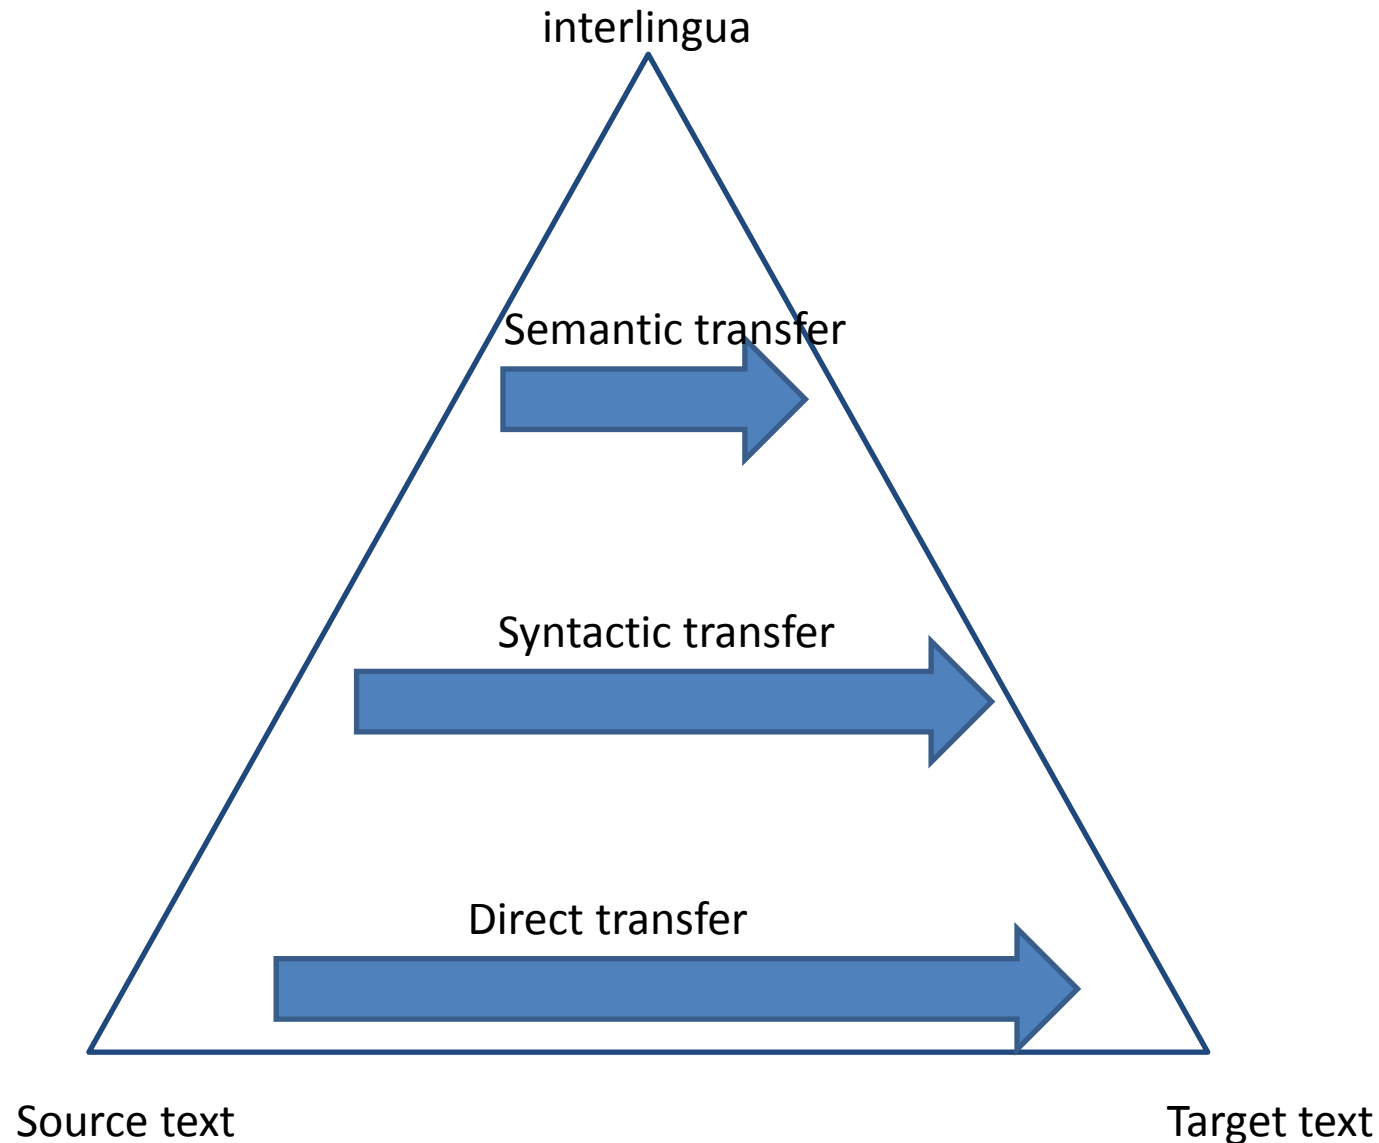 interlingua
Semantic transfer
Syntactic transfer
Direct transfer
Source text
Target text